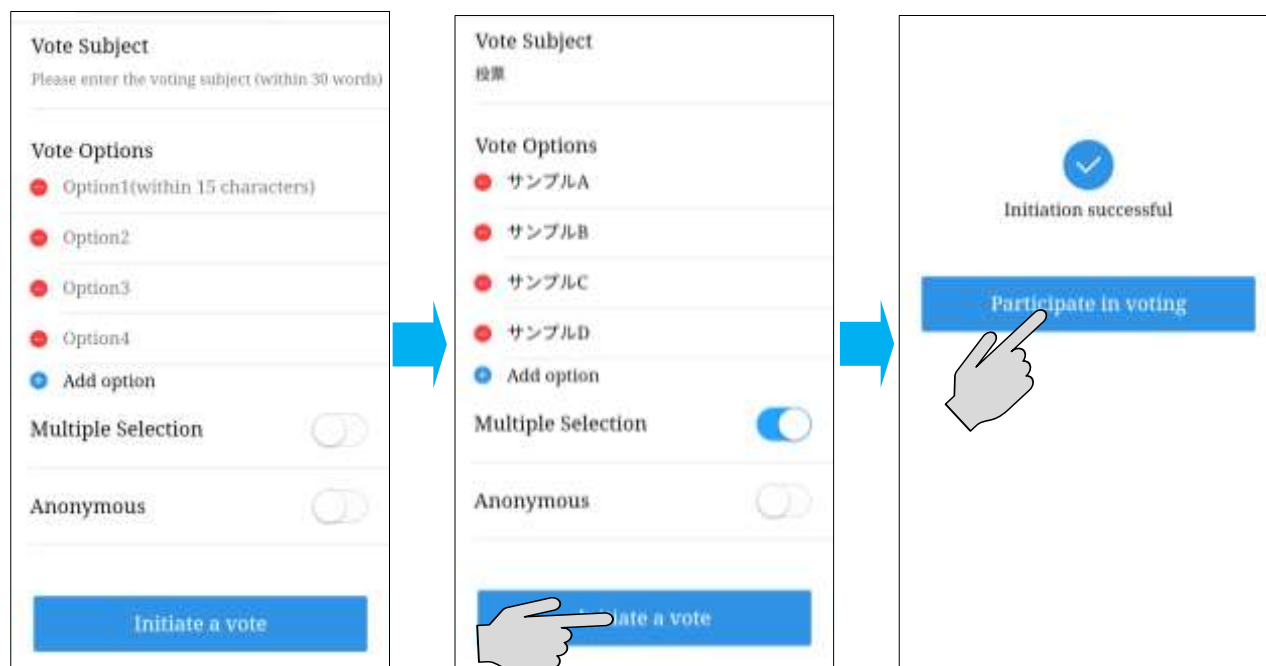 Vote Subject
Please enter the voting subject (within 30 words)
Vote Options
Option1(within 15 characters)
Option2
Option3
Option4
Add option
Multiple Selection
Anonymous
Initiate a vote
Vote Subject
投票
Vote Options
サンプルA
サンプルB
サンプルC
サンプルD
Add option
Multiple Selection
Anonymous
a vote
Initiation successful
Participate in voting